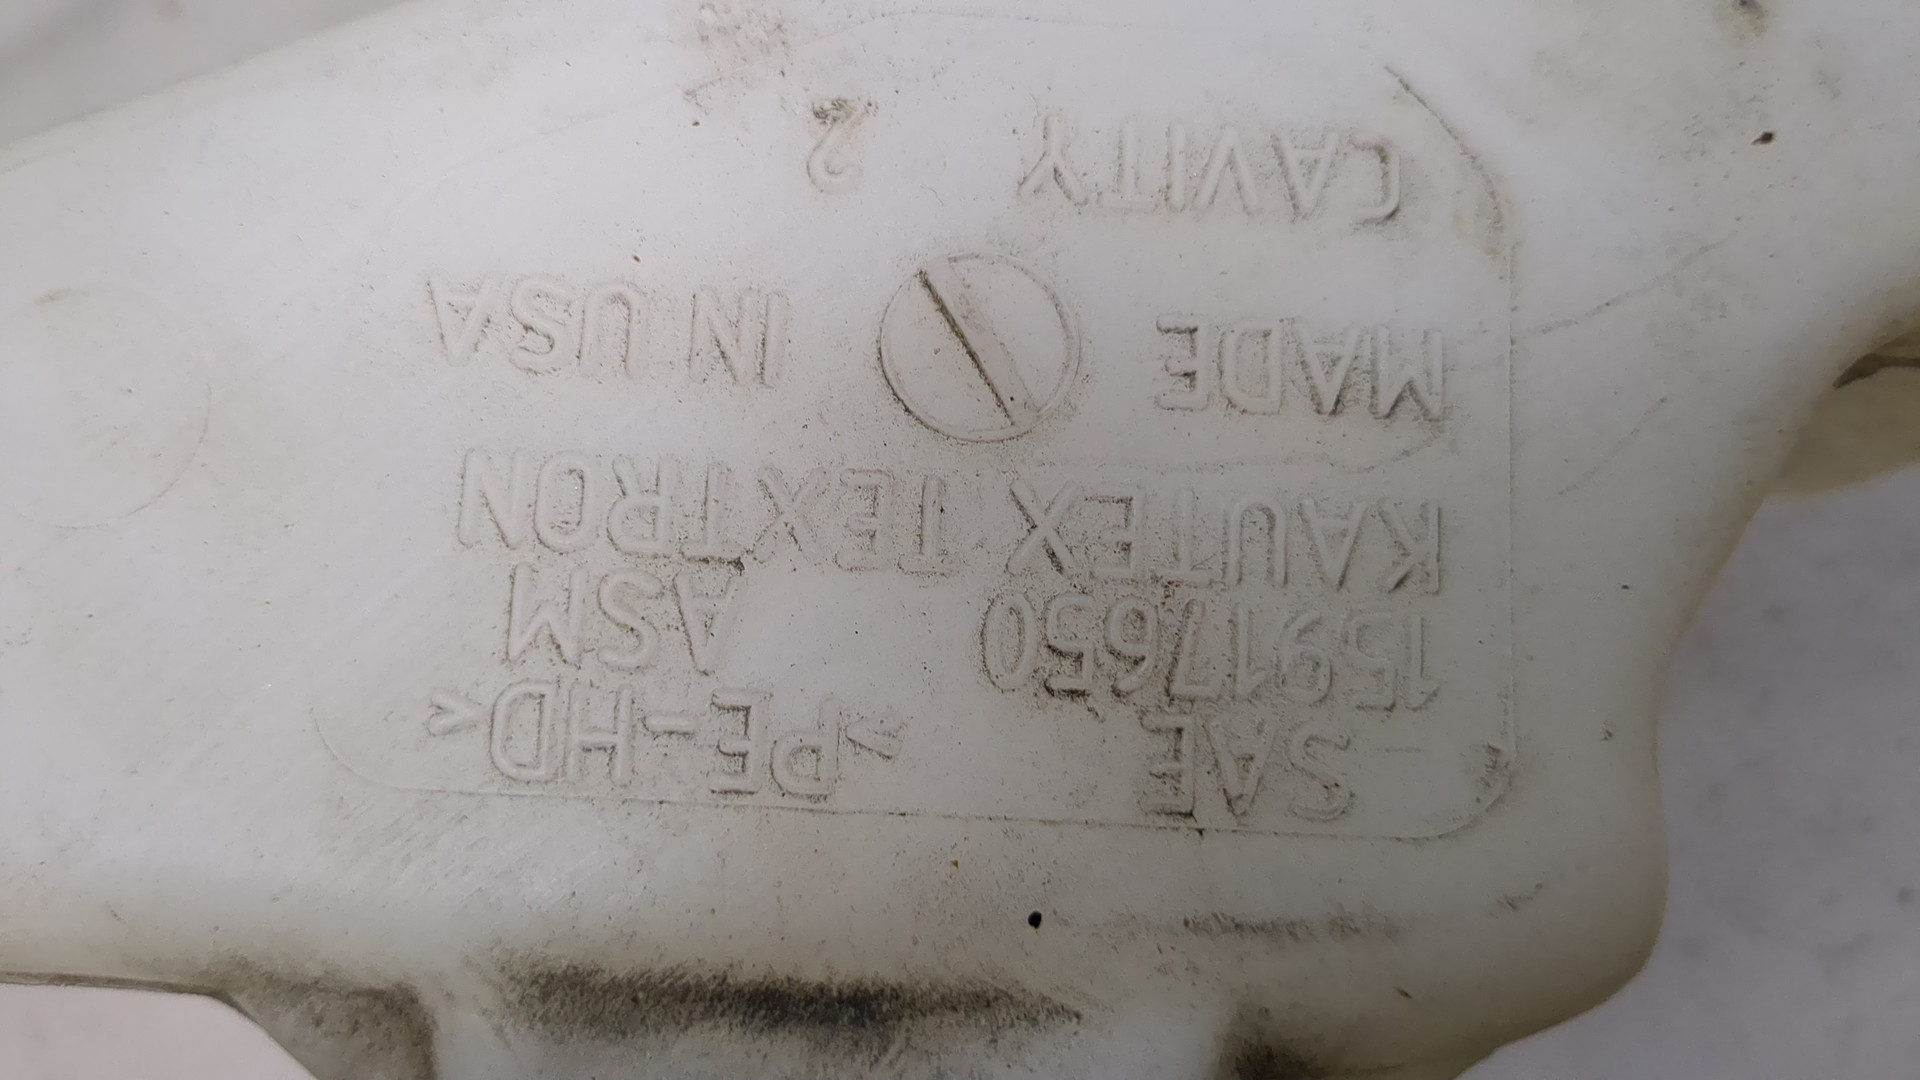 SAE >PE-HD<
15917650 ASM
KAUTEX TEXTRON
MADE IN USA
CAVITY 2